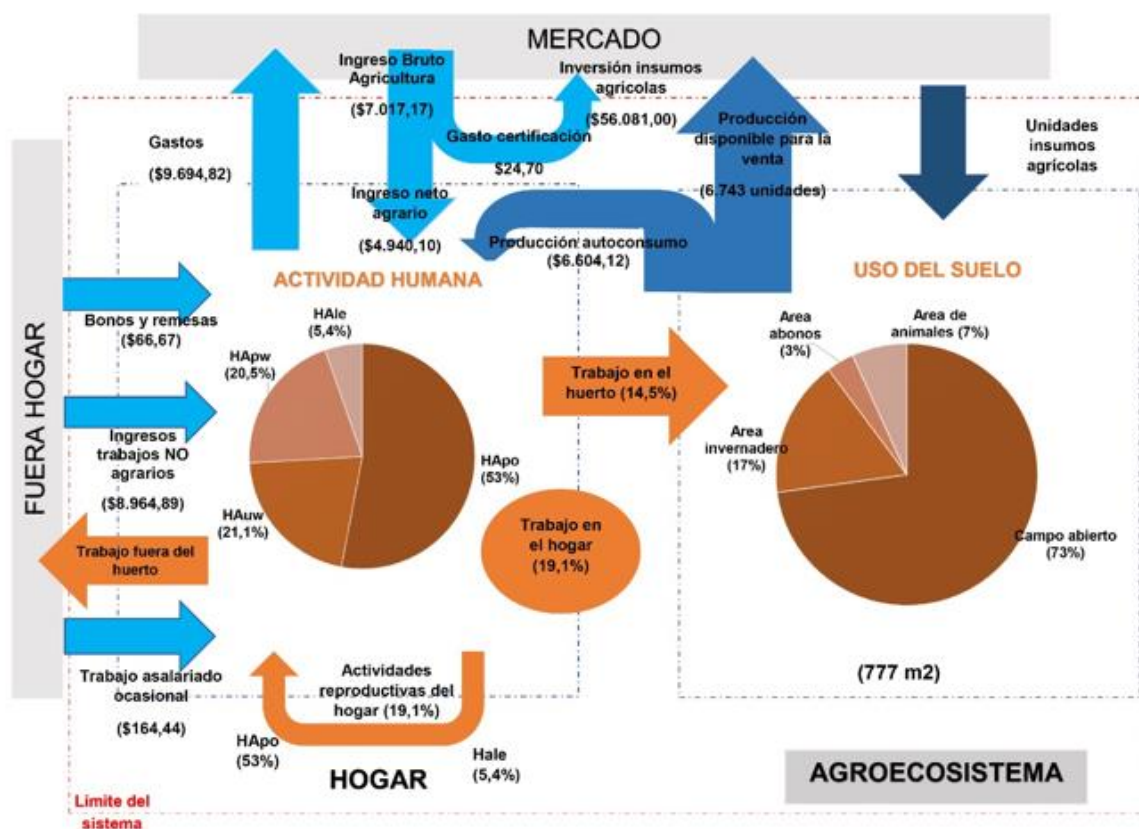 MERCADO
Ingreso Bruto
Agricultura
($7.017,17)
Inversión insumos
agrícolas
($56.081,00)
Gasto certificación
$24,70
Producción
disponible para la
venta
(6.743 unidades)
Unidades
insumos
agrícolas
Gastos
($9.694,82)
Ingreso neto
agrario
($4.940,10)
Producción autoconsumo
($6.604,12)
FUERA HOGAR
ACTIVIDAD HUMANA
USO DEL SUELO
Bonos y remesas
($66,67)
HAle
(5,4%)
HApw
(20,5%)
HApo
(53%)
HAuw
(21,1%)
Ingresos
trabajos NO
agrarios
($8.964,89)
Trabajo en el
huerto (14,5%)
Area
abonos
(3%)
Area de
animales (7%)
Area
invernadero
(17%)
Campo abierto
(73%)
Trabajo en
el hogar
(19,1%)
Trabajo fuera del
huerto
Trabajo asalariado
ocasional
($164,44)
Actividades
reproductivas del
hogar (19,1%)
HApo
(53%)
Hale
(5,4%)
HOGAR
(777 m2)
AGROECOSISTEMA
Limite del
sistema